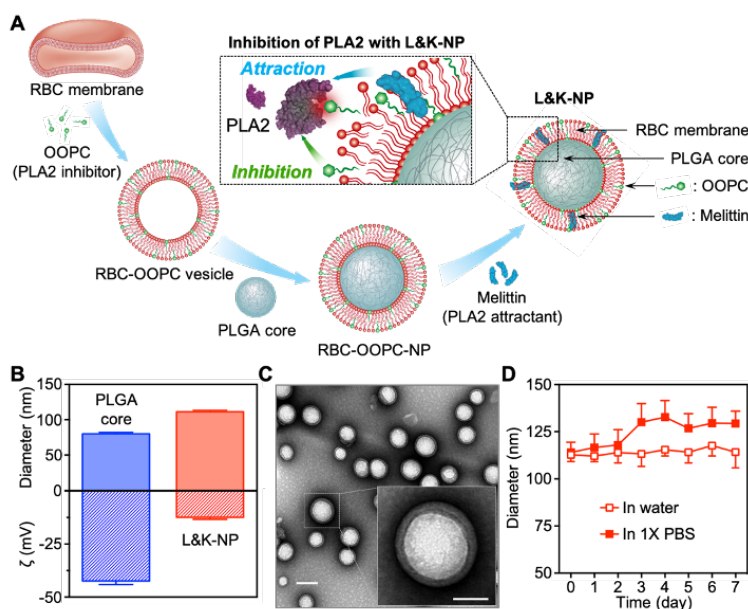 A
RBC membrane
OOPC
(PLA2 inhibitor)
RBC-OOPC vesicle
PLGA core
RBC-OOPC-NP
Melittin
(PLA2 attractant)
Inhibition of PLA2 with L&K-NP
Attraction
PLA2
Inhibition
L&K-NP
RBC membrane
PLGA core
: OOPC
: Melittin
B
Diameter (nm)
150
100
50
0
ζ (mV)
-25
-50
PLGA
core
L&K-NP
C
D
Diameter (nm)
150
125
100
75
50
In water
In 1X PBS
0 1 2 3 4 5 6 7
Time (day)